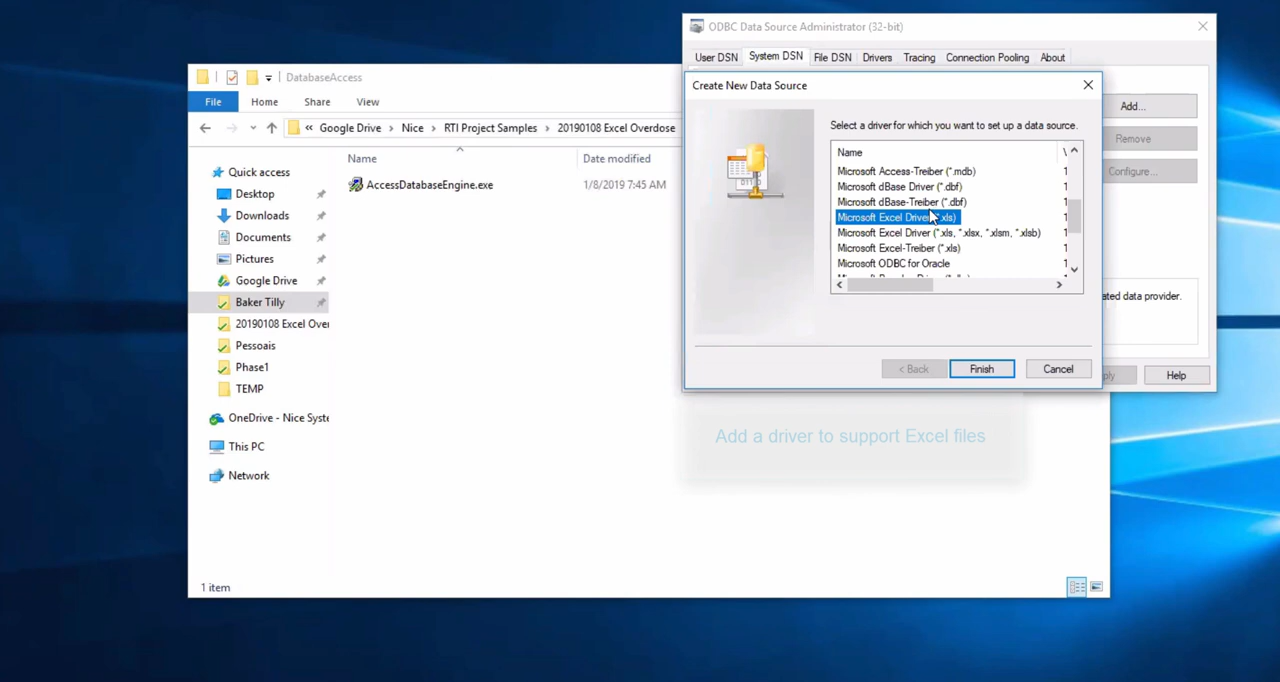 ODBC Data Source Administrator (32-bit)
User DSN System DSN File DSN Drivers Tracing Connection Pooling About
Create New Data Source
Select a driver for which you want to set up a data source.
Name
Microsoft Access-Treiber (*.mdb)
Microsoft dBase Driver (*.dbf)
Microsoft dBase-Treiber (*.dbf)
Microsoft Excel Driver (*.xls)
Microsoft Excel Driver (*.xls, *.xlsx, *.xlsm, *.xlsb)
Microsoft Excel-Treiber (*.xls)
Microsoft ODBC for Oracle
< Back Finish Cancel
Add...
Remove
Configure...
ated data provider.
Help
DatabaseAccess
File Home Share View
« Google Drive > Nice > RTI Project Samples > 20190108 Excel Overdose
Name Date modified
AccessDatabaseEngine.exe 1/8/2019 7:45 AM
Quick access
Desktop
Downloads
Documents
Pictures
Google Drive
Baker Tilly
20190108 Excel Over
Pessoais
Phase1
TEMP
OneDrive - Nice Syste
This PC
Network
Add a driver to support Excel files
1 item